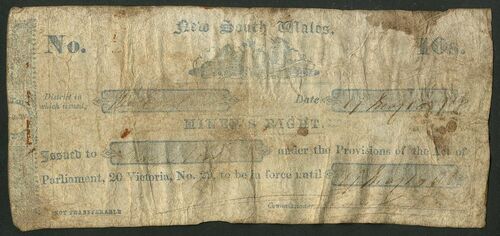 New South Wales.
No. 10s.
District in
which issued, Date
MINER'S RIGHT.
Issued to under the Provisions of the Act of
Parliament, 20 Victoria, No. 29, to be in force until
NOT TRANSFERABLE
Commissioner